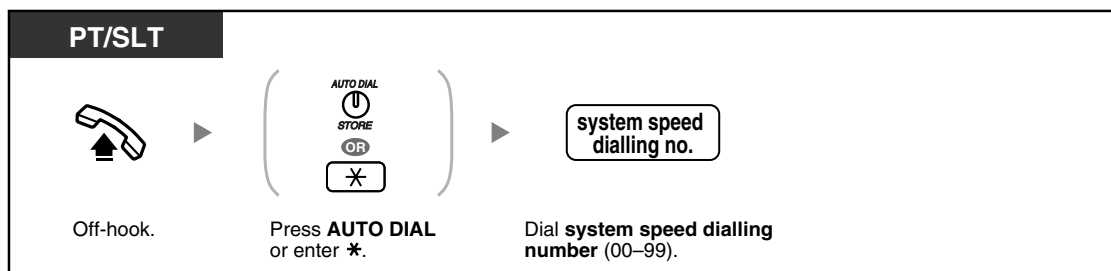 PT/SLT
AUTO DIAL
STORE
OR
✱
system speed
dialling no.
Off-hook.
Press AUTO DIAL
or enter ✱.
Dial system speed dialling
number (00–99).